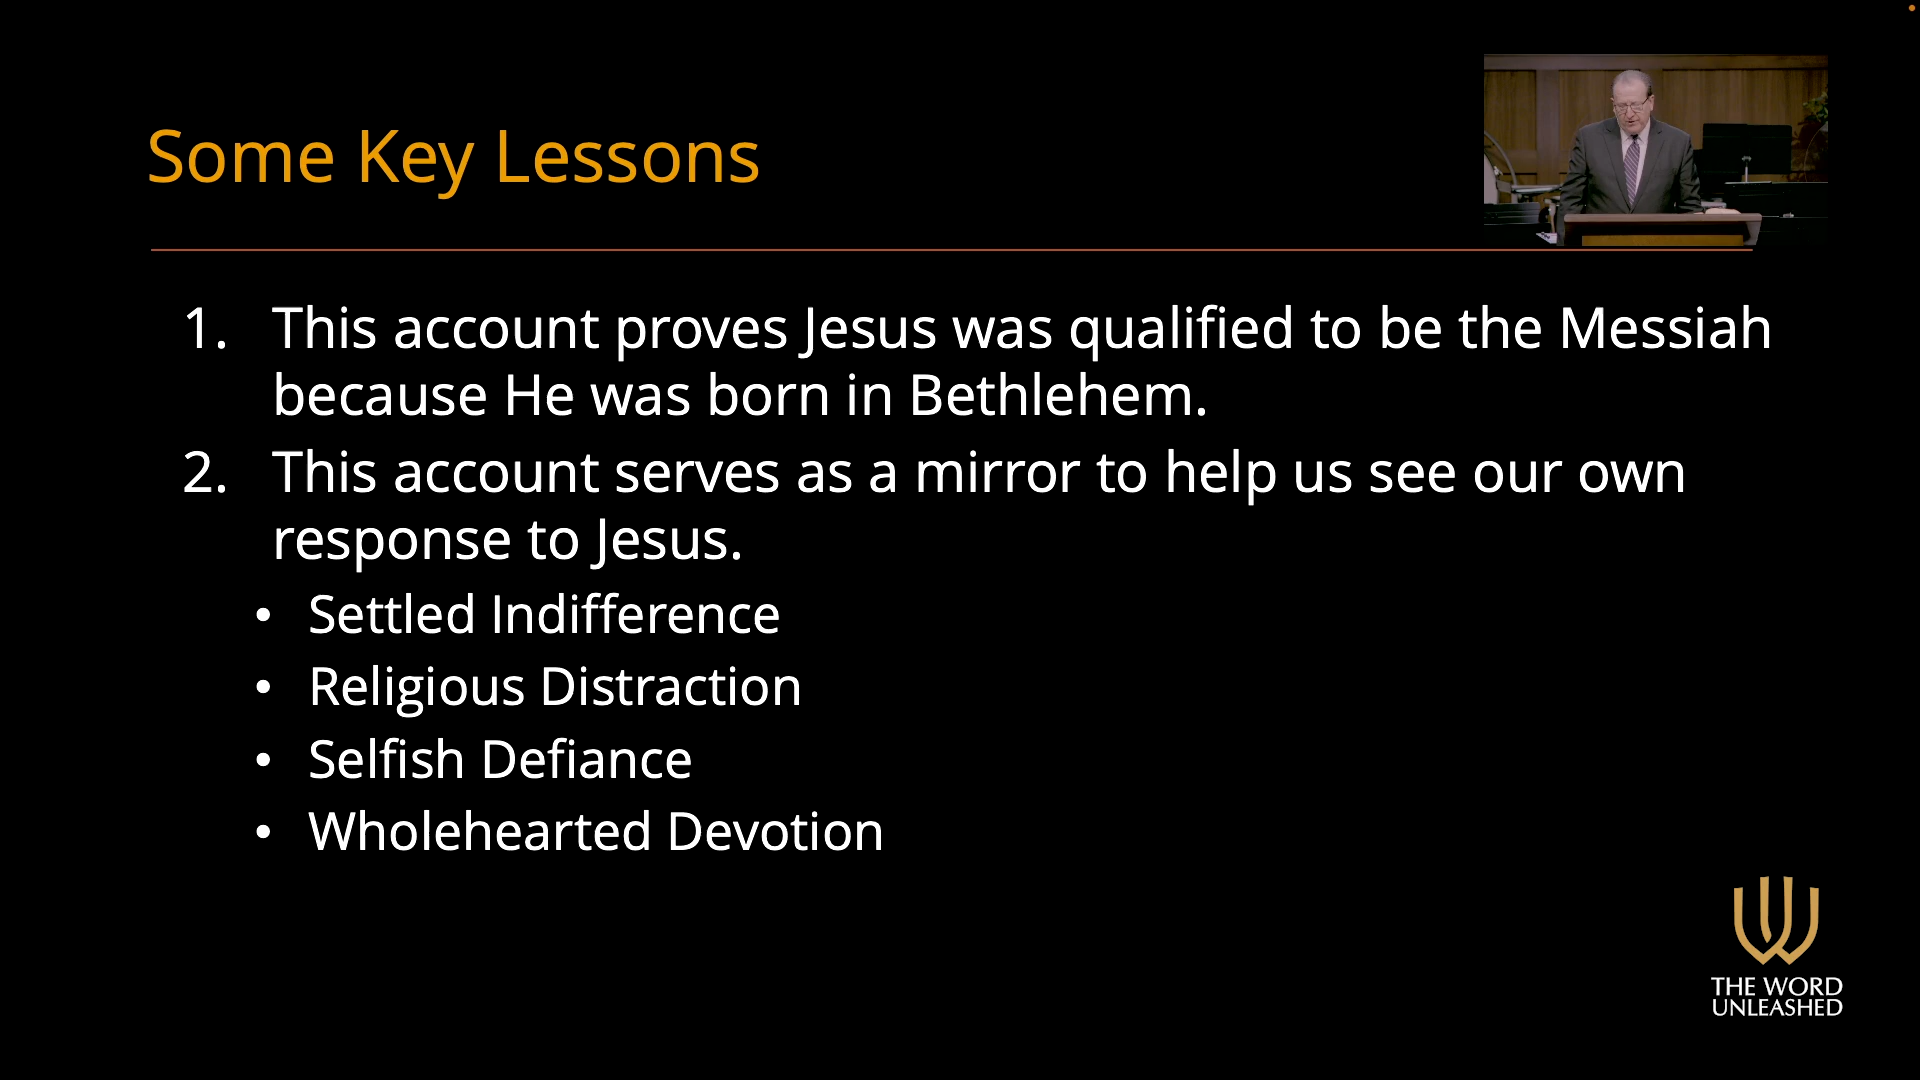 Some Key Lessons
1. This account proves Jesus was qualified to be the Messiah
because He was born in Bethlehem.
2. This account serves as a mirror to help us see our own
response to Jesus.
• Settled Indifference
• Religious Distraction
• Selfish Defiance
• Wholehearted Devotion
THE WORD
UNLEASHED